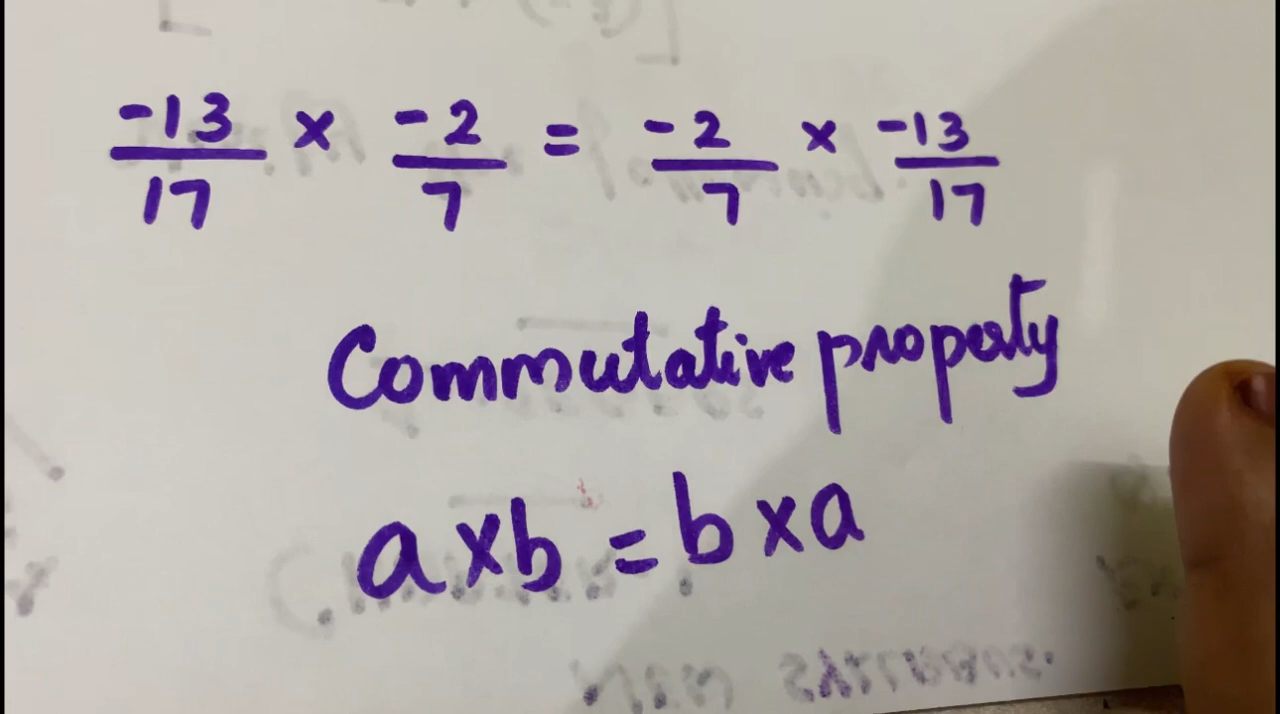 -13/17 × -2/7 = -2/7 × -13/17
Commutative property
a×b = b×a